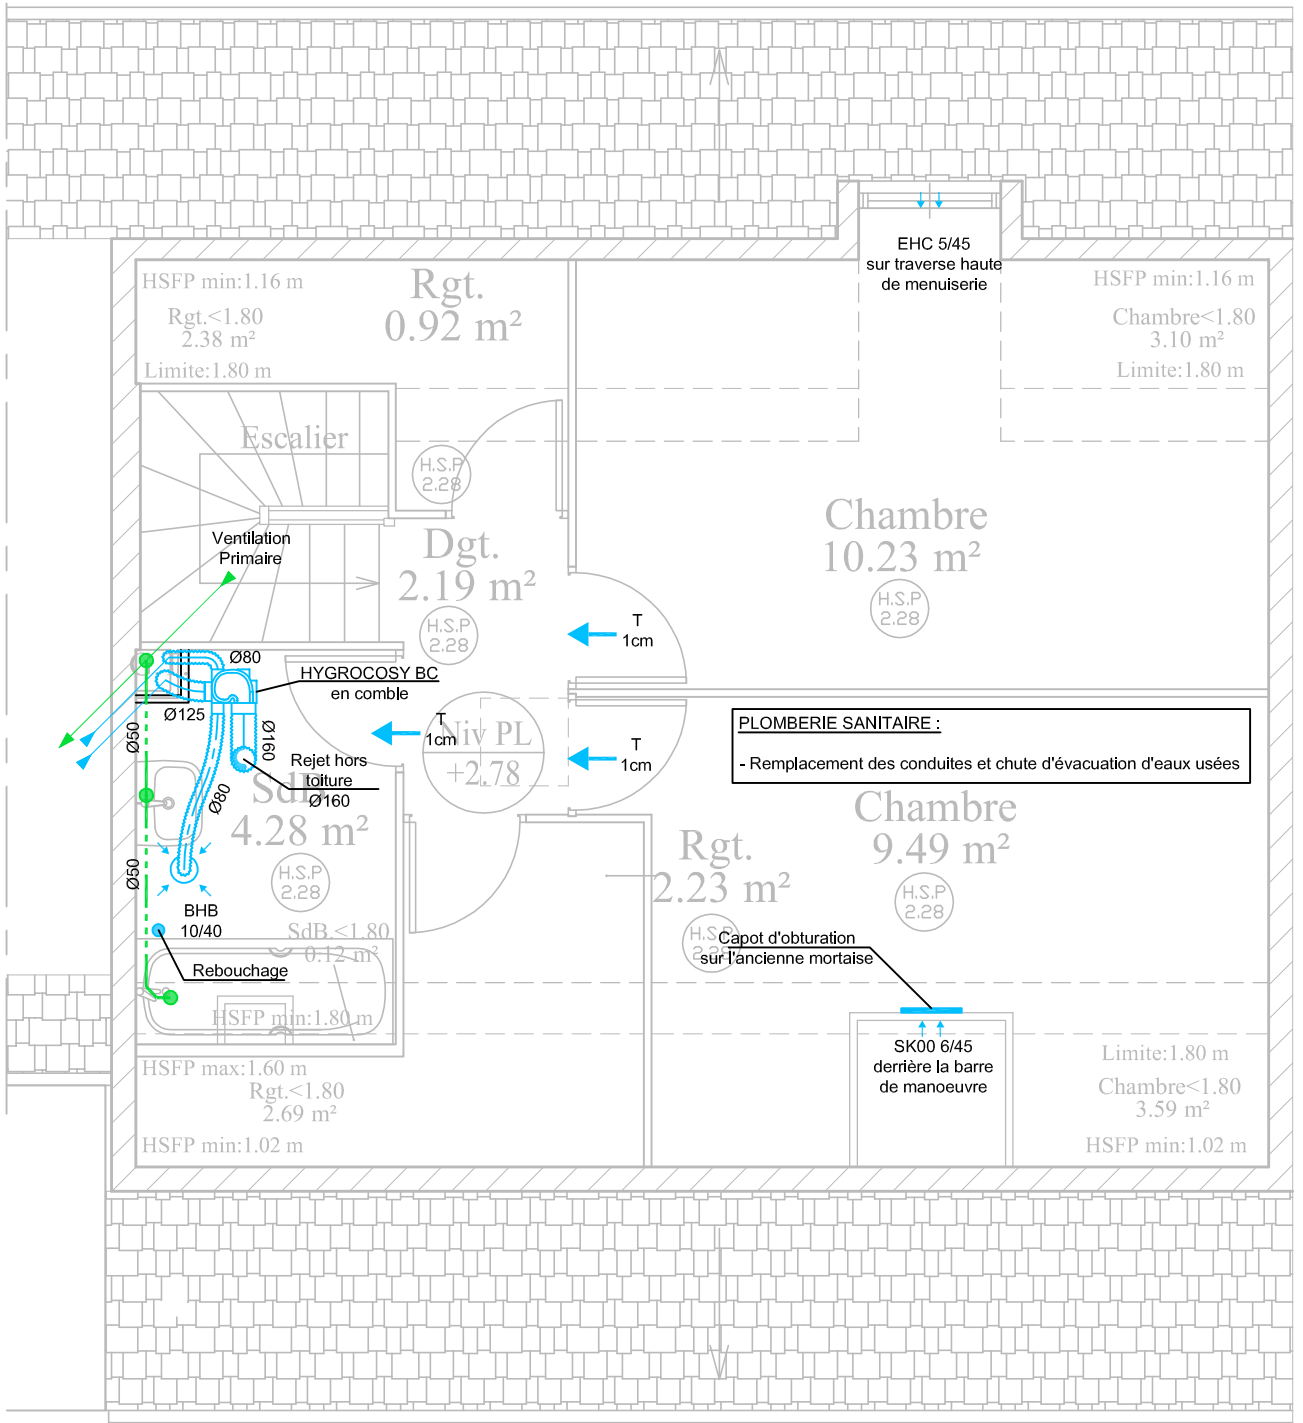 EHC 5/45
sur traverse haute
de menuiserie
HSFP min:1.16 m
Rgt.<1.80
2.38 m²
Limite:1.80 m
Rgt.
0.92 m²
HSFP min:1.16 m
Chambre<1.80
3.10 m²
Limite:1.80 m
Escalier
H.S.P
2.28
Ventilation
Primaire
Dgt.
2.19 m²
H.S.P
2.28
Chambre
10.23 m²
H.S.P
2.28
T
1cm
Ø80
HYGROCOSY BC
en comble
Ø125
Ø50
Ø160
T
1cm
Niv PL
+2.78
T
1cm
PLOMBERIE SANITAIRE :
- Remplacement des conduites et chute d'évacuation d'eaux usées
Rejet hors
toiture
Ø160
Ø80
SdB
4.28 m²
H.S.P
2.28
Ø50
BHB
10/40
SdB.<1.80
0.12 m²
Rebouchage
HSFP min:1.80 m
Rgt.
2.23 m²
H.S.P
2.28
Chambre
9.49 m²
H.S.P
2.28
Capot d'obturation
sur l'ancienne mortaise
SK00 6/45
derrière la barre
de manoeuvre
HSFP max:1.60 m
Rgt.<1.80
2.69 m²
HSFP min:1.02 m
Limite:1.80 m
Chambre<1.80
3.59 m²
HSFP min:1.02 m